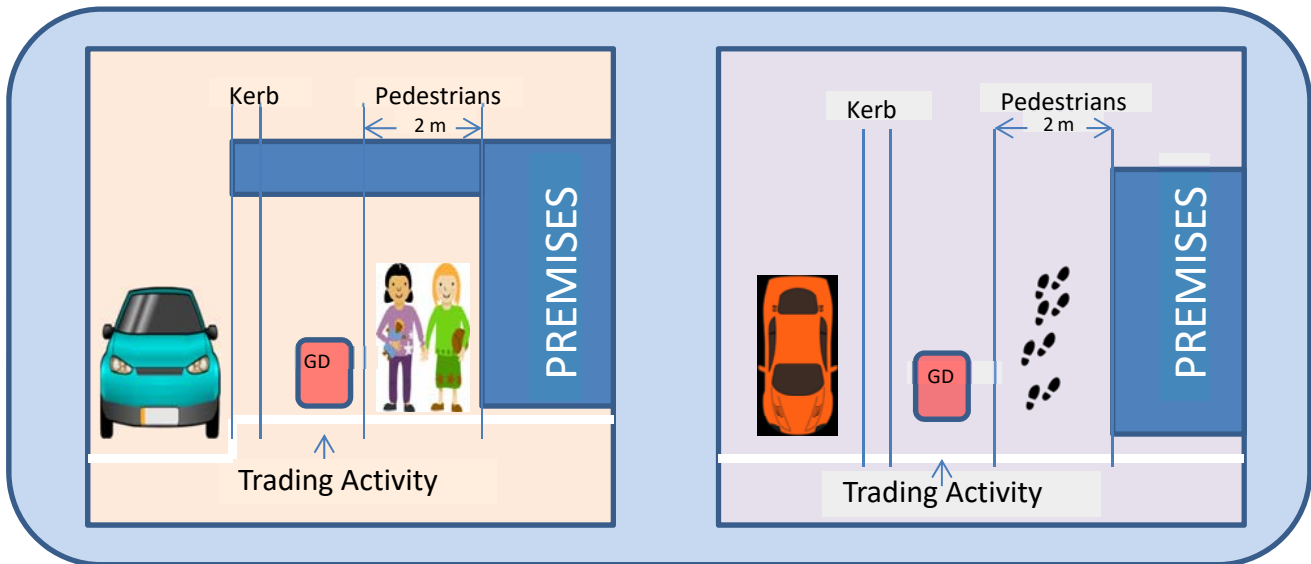 Kerb
Pedestrians
2 m
GD
PREMISES
Trading Activity
Kerb
Pedestrians
2 m
GD
PREMISES
Trading Activity